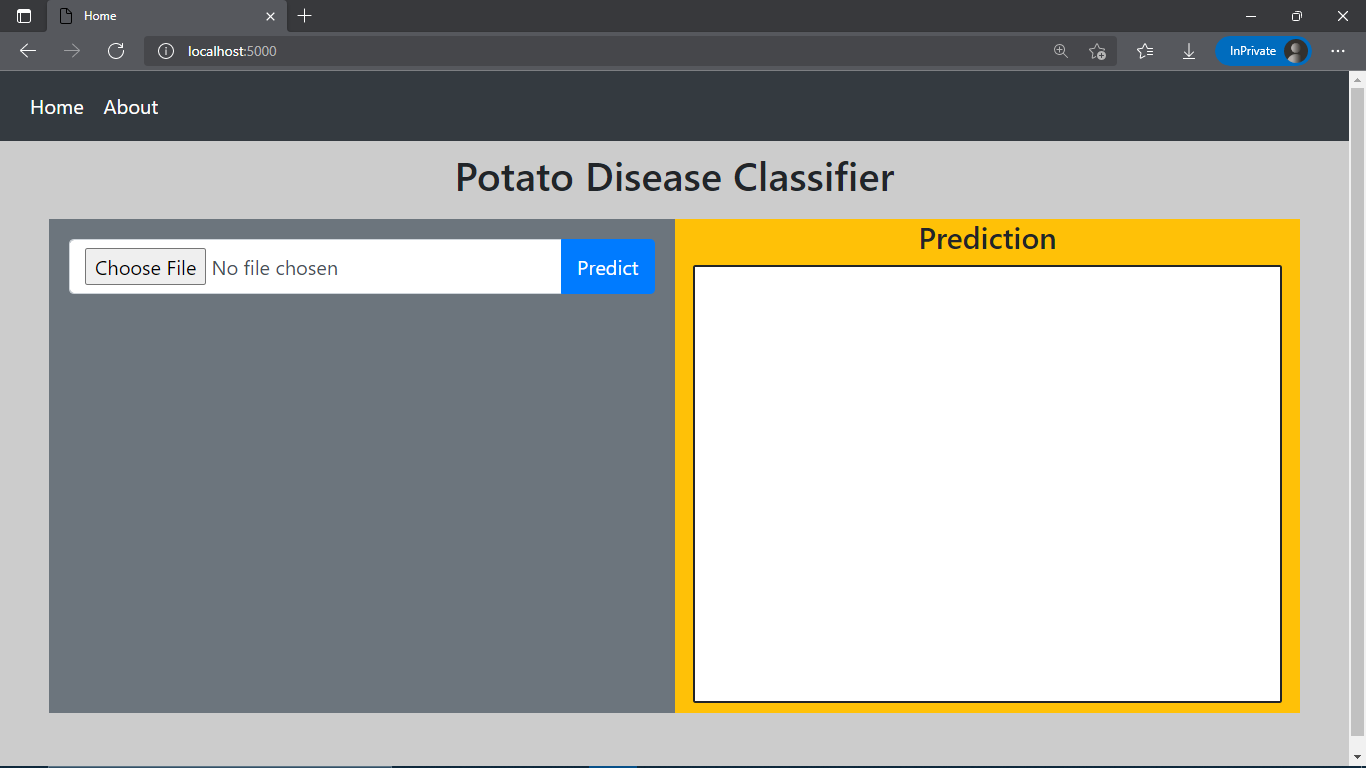 Home
localhost:5000
InPrivate
Home About
Potato Disease Classifier
Choose File No file chosen Predict
Prediction